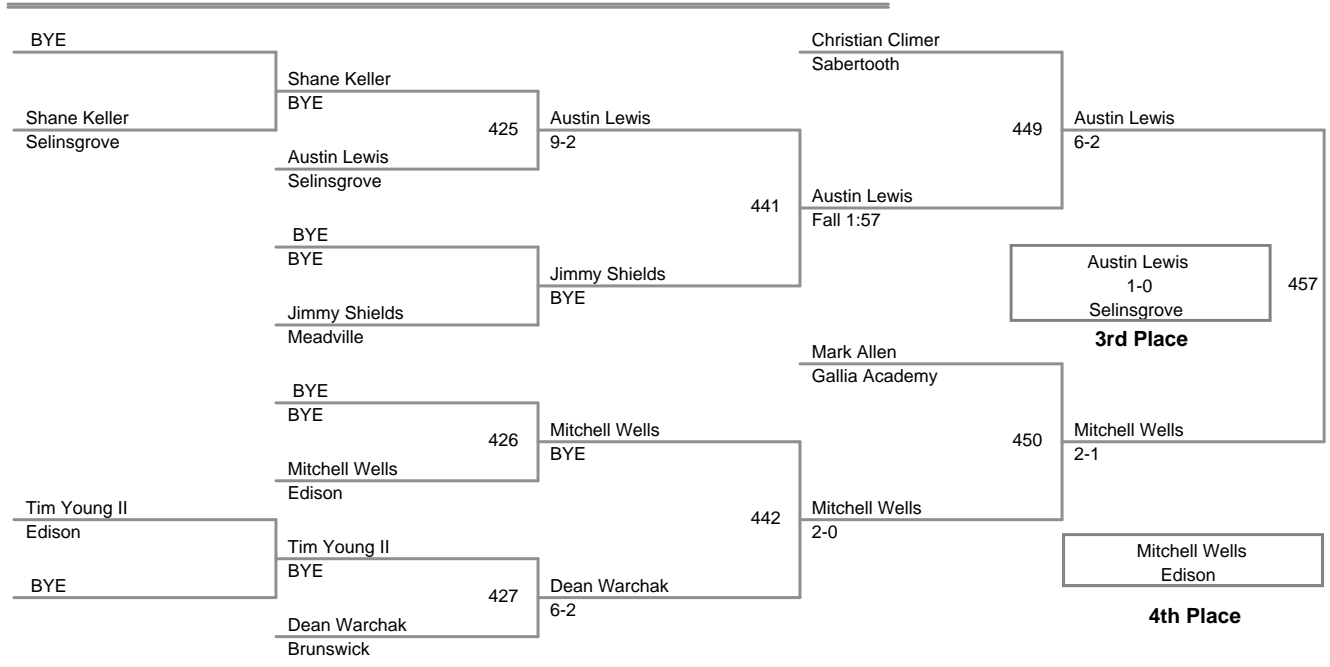 BYE
Shane Keller
Selinsgrove
Shane Keller
BYE
425
Austin Lewis
Selinsgrove
Austin Lewis
9-2
BYE
BYE
Jimmy Shields
Meadville
Jimmy Shields
BYE
441
Christian Climer
Sabertooth
Austin Lewis
Fall 1:57
449
Austin Lewis
6-2
Austin Lewis
1-0
Selinsgrove
3rd Place
457
BYE
BYE
426
Mitchell Wells
Edison
Mitchell Wells
BYE
Tim Young II
Edison
BYE
Tim Young II
BYE
427
Dean Warchak
Brunswick
Dean Warchak
6-2
442
Mark Allen
Gallia Academy
Mitchell Wells
2-0
450
Mitchell Wells
2-1
Mitchell Wells
Edison
4th Place